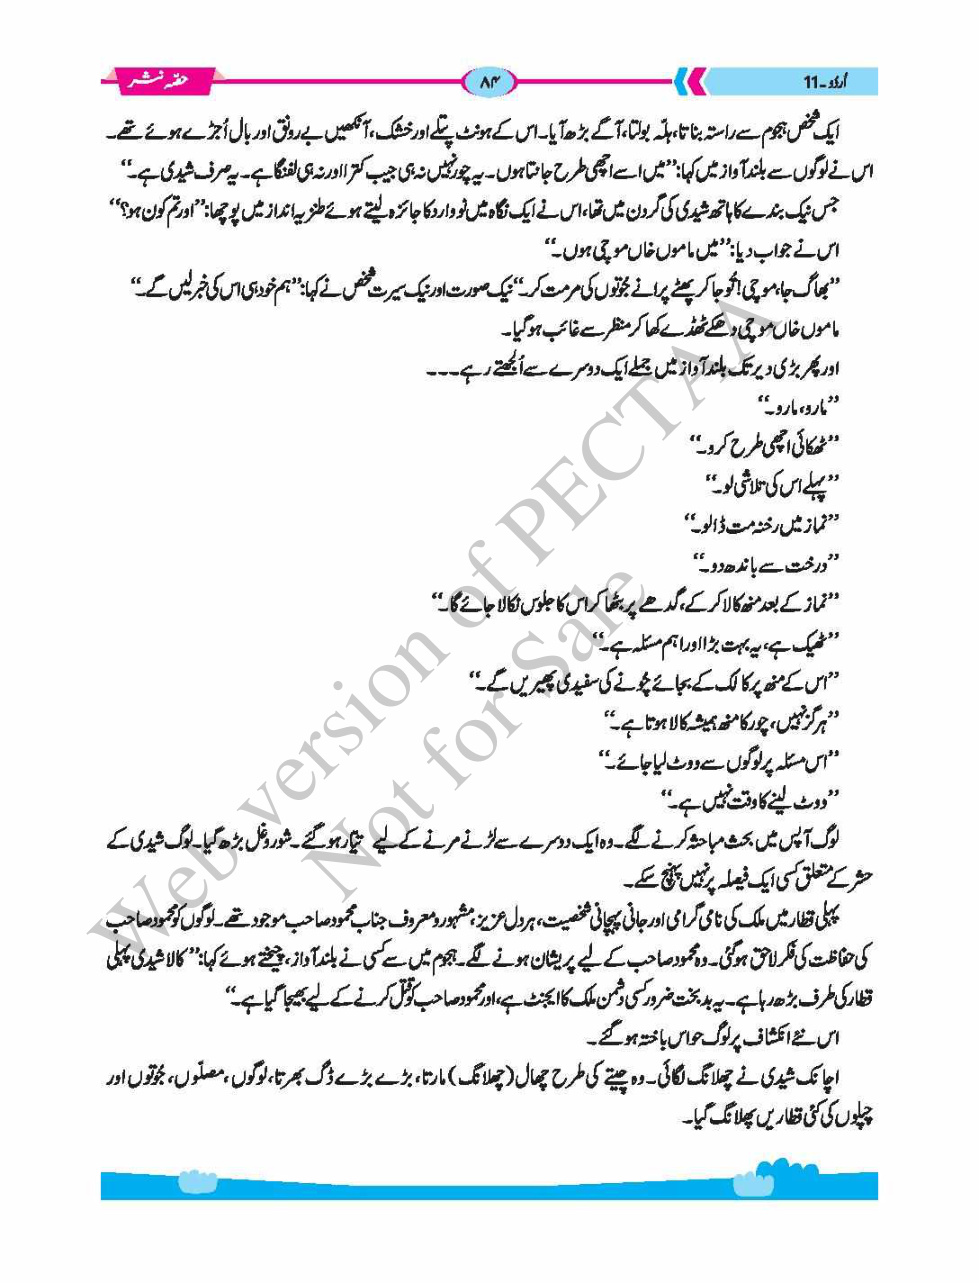 اُردو۔11
۸۴
حصّہ نثر
ایک شخص ہجوم سے راستہ بناتا، ہلّہ بولتا، آگے بڑھ آیا۔ اس کے ہونٹ پتلے اور خشک، آنکھیں بے رونق اور بال اُجڑے ہوئے تھے۔
اس نے لوگوں سے بلند آواز میں کہا: ”میں اسے اچھی طرح جانتا ہوں۔ یہ چور نہیں نہ ہی جیب کترا اور نہ ہی لفنگا ہے۔ یہ صرف شیدی ہے۔“
جس نیک بندے کا ہاتھ شیدی کی گردن میں تھا، اس نے ایک نگاہ میں نووارد کا جائزہ لیتے ہوئے طنزیہ انداز میں پوچھا: ”اور تم کون ہو؟“
اس نے جواب دیا: ”میں ماموں خاں موچی ہوں۔“
”بھاگ جا، موچی! تُو جا کر پھٹے پرانے جُوتوں کی مرمت کر۔“ نیک صورت اور نیک سیرت شخص نے کہا: ”ہم خود ہی اس کی خبر لیں گے۔“
ماموں خاں موچی دھکے ٹھڈے کھا کر منظر سے غائب ہو گیا۔
اور پھر بڑی دیر تک بلند آواز میں جملے ایک دوسرے سے اُلجھتے رہے۔۔۔
”مارو، مارو۔“
”ٹھکائی اچھی طرح کرو۔“
”پہلے اس کی تلاشی لو۔“
”نماز میں رخنہ مت ڈالو۔“
”درخت سے باندھ دو۔“
”نماز کے بعد منھ کالا کر کے، گدھے پر بٹھا کر اس کا جلوس نکالا جائے گا۔“
”ٹھیک ہے، یہ بہت بڑا اور اہم مسئلہ ہے۔“
”اس کے منھ پر کالک کے بجائے چُونے کی سفیدی پھیریں گے۔“
”ہرگز نہیں، چور کا منھ ہمیشہ کالا ہوتا ہے۔“
”اس مسئلہ پر لوگوں سے ووٹ لیا جائے۔“
”ووٹ لینے کا وقت نہیں ہے۔“
لوگ آپس میں بحث مباحثہ کرنے لگے۔ وہ ایک دوسرے سے لڑنے مرنے کے لیے تیّار ہو گئے۔ شور و غُل بڑھ گیا۔ لوگ شیدی کے
حشر کے متعلق کسی ایک فیصلہ پر نہیں پہنچ سکے۔
پہلی قطار میں ملک کی نامی گرامی اور جانی پہچانی شخصیت، ہر دل عزیز، مشہور و معروف جناب محمود صاحب موجود تھے۔ لوگوں کو محمود صاحب
کی حفاظت کی فکر لاحق ہو گئی۔ وہ محمود صاحب کے لیے پریشان ہونے لگے۔ ہجوم میں سے کسی نے بلند آواز، چیختے ہوئے کہا: ”کالا شیدی پہلی
قطار کی طرف بڑھ رہا ہے۔ یہ بدبخت ضرور کسی دشمن ملک کا ایجنٹ ہے، اور محمود صاحب کو قتل کرنے کے لیے بھیجا گیا ہے۔“
اس نئے انکشاف پر لوگ حواس باختہ ہو گئے۔
اچانک شیدی نے چھلانگ لگائی۔ وہ چیتے کی طرح چھال (چھلانگ) مارتا، بڑے بڑے ڈگ بھرتا، لوگوں، مصلّوں، جُوتوں اور
چپلوں کی کئی قطاریں پھلانگ گیا۔
Web version of PECTAA
Not for Sale